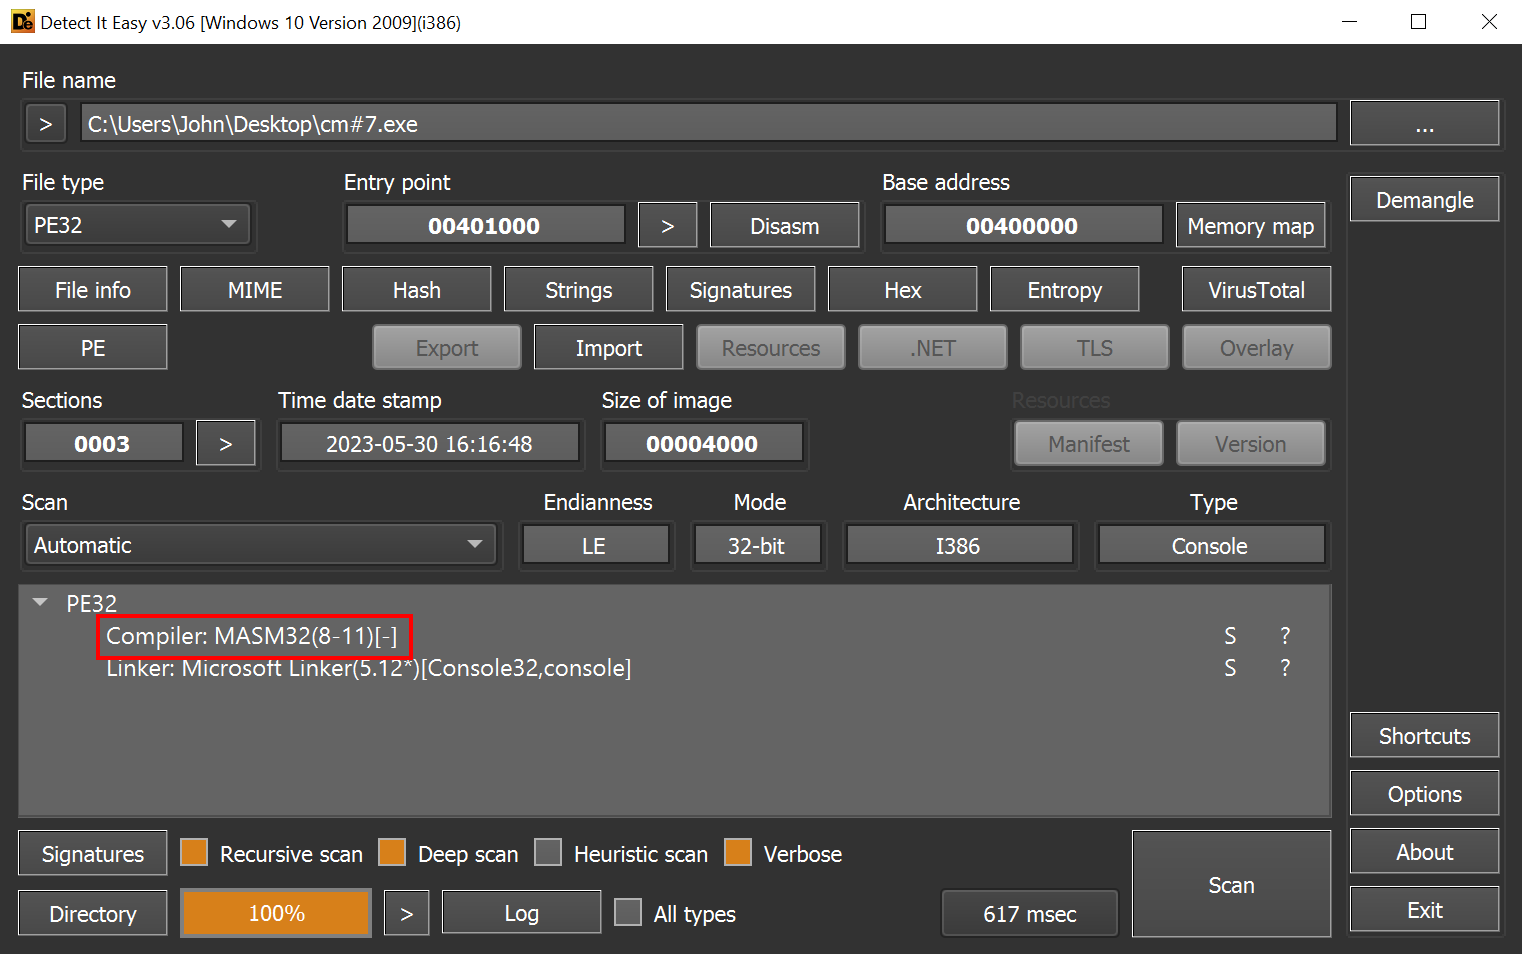 Detect It Easy v3.06 [Windows 10 Version 2009](i386)
File name
> C:\Users\John\Desktop\cm#7.exe ...
File type Entry point Base address
PE32 00401000 > Disasm 00400000 Memory map Demangle
File info MIME Hash Strings Signatures Hex Entropy VirusTotal
PE Export Import Resources .NET TLS Overlay
Sections Time date stamp Size of image Resources
0003 > 2023-05-30 16:16:48 00004000 Manifest Version
Scan Endianness Mode Architecture Type
Automatic LE 32-bit I386 Console
PE32
Compiler: MASM32(8-11)[-] S ?
Linker: Microsoft Linker(5.12*)[Console32,console] S ?
Shortcuts
Options
Signatures Recursive scan Deep scan Heuristic scan Verbose Scan About
Directory 100% > Log All types 617 msec Exit